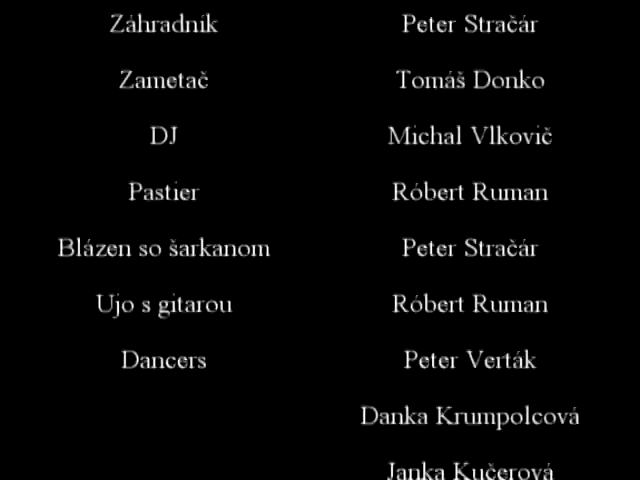 Záhradník Peter Stračár
Zametač Tomáš Donko
DJ Michal Vlkovič
Pastier Róbert Ruman
Blázen so šarkanom Peter Stračár
Ujo s gitarou Róbert Ruman
Dancers Peter Verták
Danka Krumpolcová
Janka Kučerová